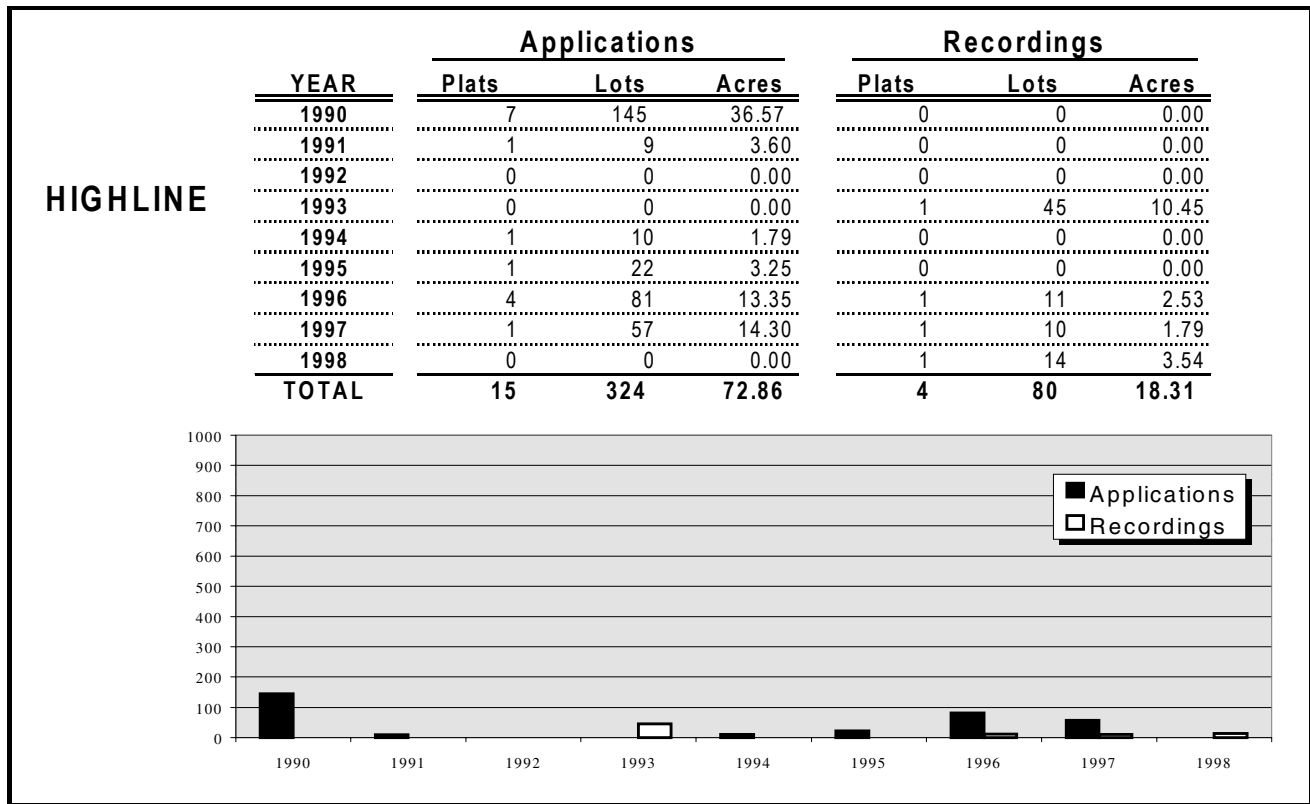 Applications Recordings
YEAR Plats Lots Acres Plats Lots Acres
1990 7 145 36.57 0 0 0.00
1991 1 9 3.60 0 0 0.00
1992 0 0 0.00 0 0 0.00
HIGHLINE
1993 0 0 0.00 1 45 10.45
1994 1 10 1.79 0 0 0.00
1995 1 22 3.25 0 0 0.00
1996 4 81 13.35 1 11 2.53
1997 1 57 14.30 1 10 1.79
1998 0 0 0.00 1 14 3.54
TOTAL 15 324 72.86 4 80 18.31
1000
900
800
700
600
500
400
300
200
100
0
Applications
Recordings
1990 1991 1992 1993 1994 1995 1996 1997 1998